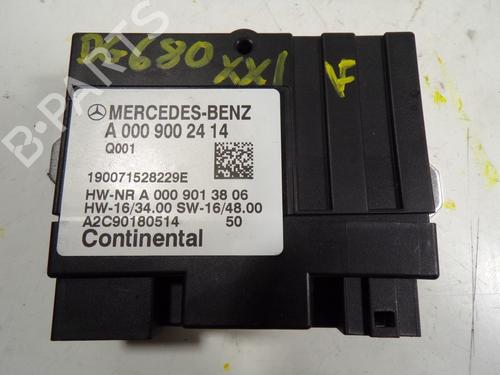 DG680
XXI
F
MERCEDES-BENZ
A 000 900 24 14
Q001
190071528229E
HW-NR A 000 901 38 06
HW-16/34.00 SW-16/48.00
A2C90180514 50
Continental
B-PARTS